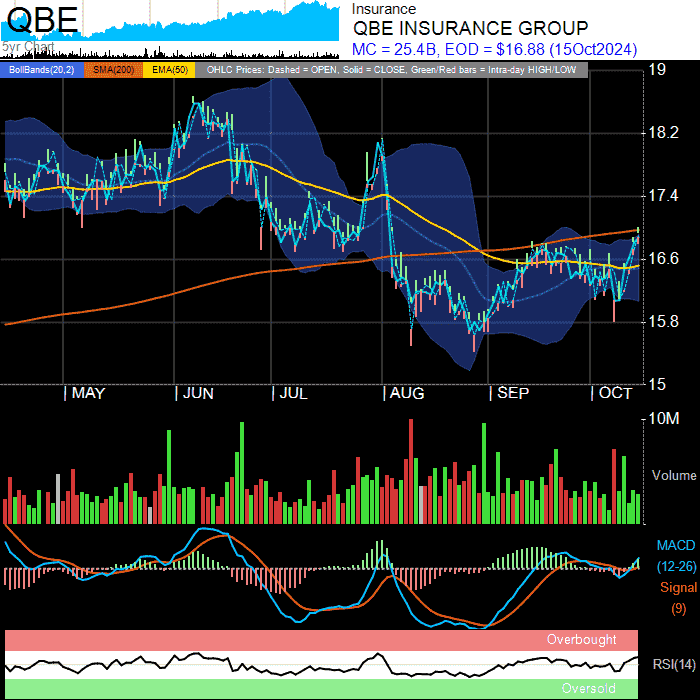 QBE
5yr Chart
Insurance
QBE INSURANCE GROUP
MC = 25.4B, EOD = $16.88 (15Oct2024)
BollBands(20,2) SMA(200) EMA(50) OHLC Prices: Dashed = OPEN, Solid = CLOSE, Green/Red bars = Intra-day HIGH/LOW
19
18.2
17.4
16.6
15.8
15
| MAY | JUN | JUL | AUG | SEP | OCT
10M
Volume
MACD
(12-26)
Signal
(9)
Overbought
RSI(14)
Oversold